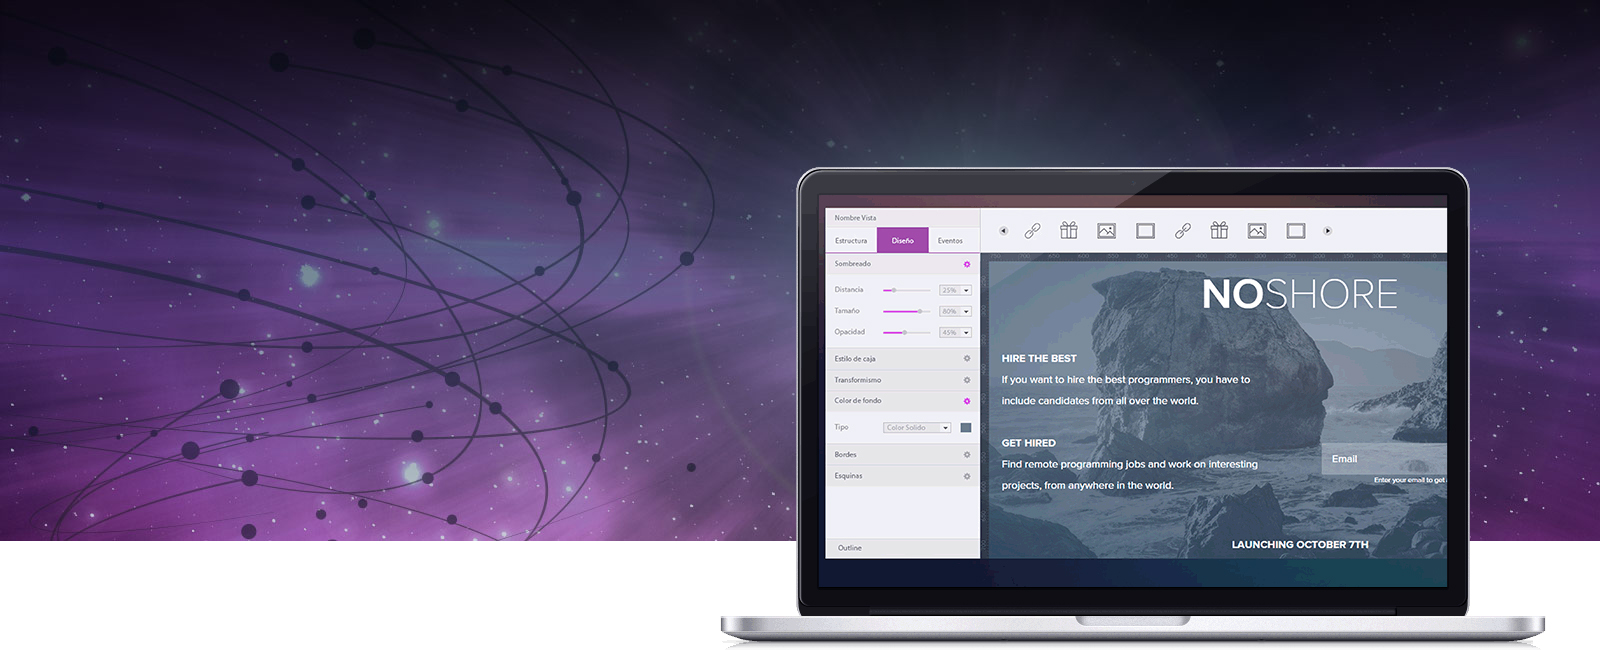 Nombre Vista
Estructura
Diseño
Eventos
Sombreado
Distancia
25%
Tamaño
80%
Opacidad
45%
Estilo de caja
Transformismo
Color de fondo
Tipo
Color Solido
Bordes
Esquinas
Outline
NOSHORE
HIRE THE BEST
If you want to hire the best programmers, you have to
include candidates from all over the world.
GET HIRED
Find remote programming jobs and work on interesting
projects, from anywhere in the world.
Email
Enter your email to get
LAUNCHING OCTOBER 7TH